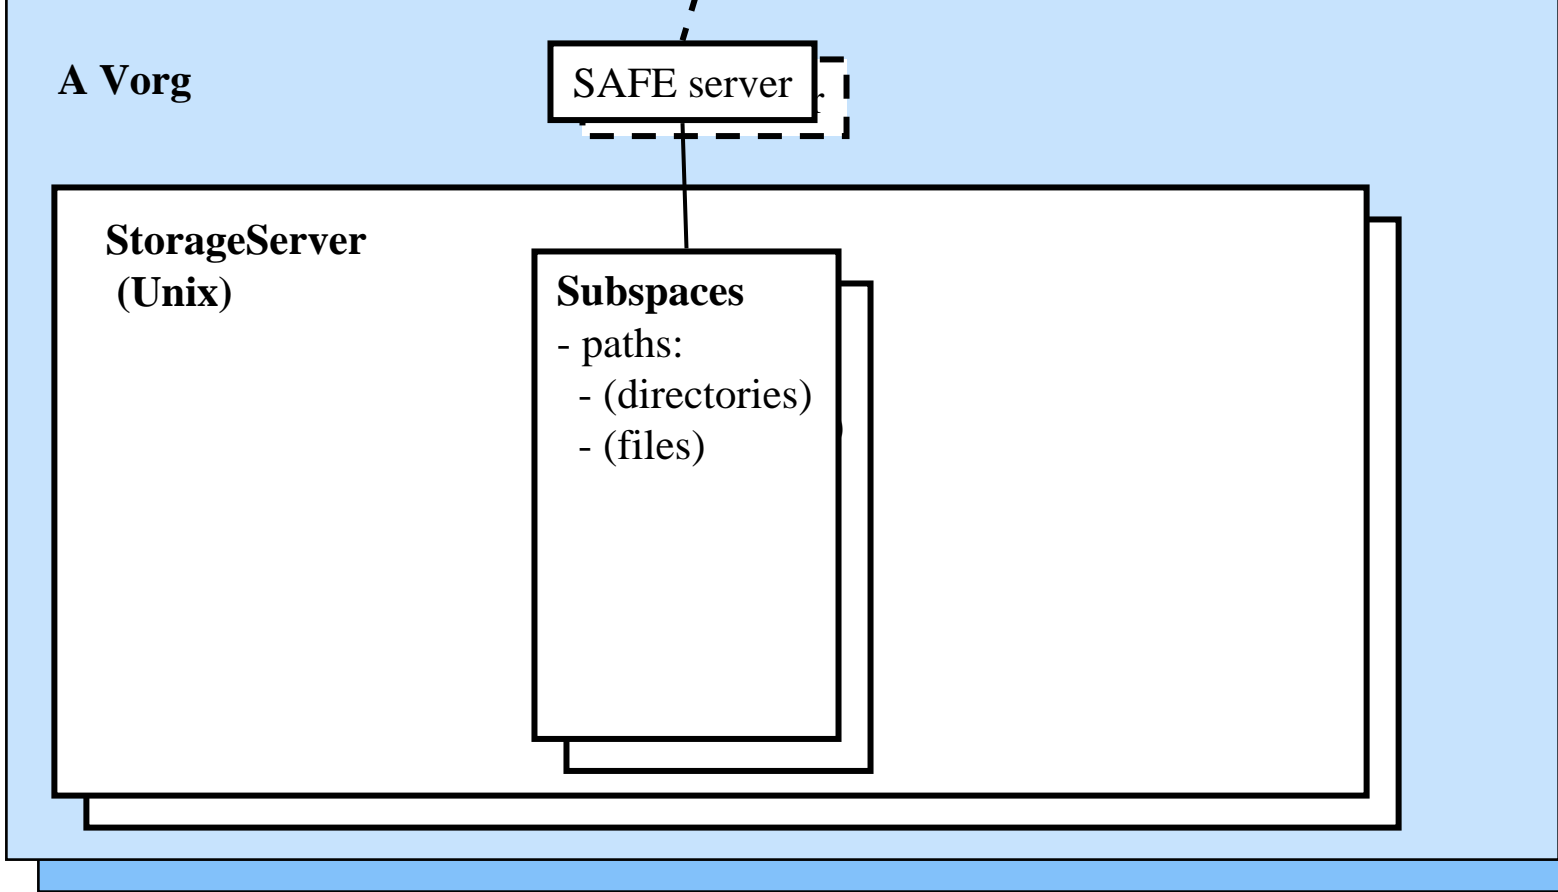 A Vorg
SAFE server
StorageServer
(Unix)
Subspaces
- paths:
- (directories)
- (files)